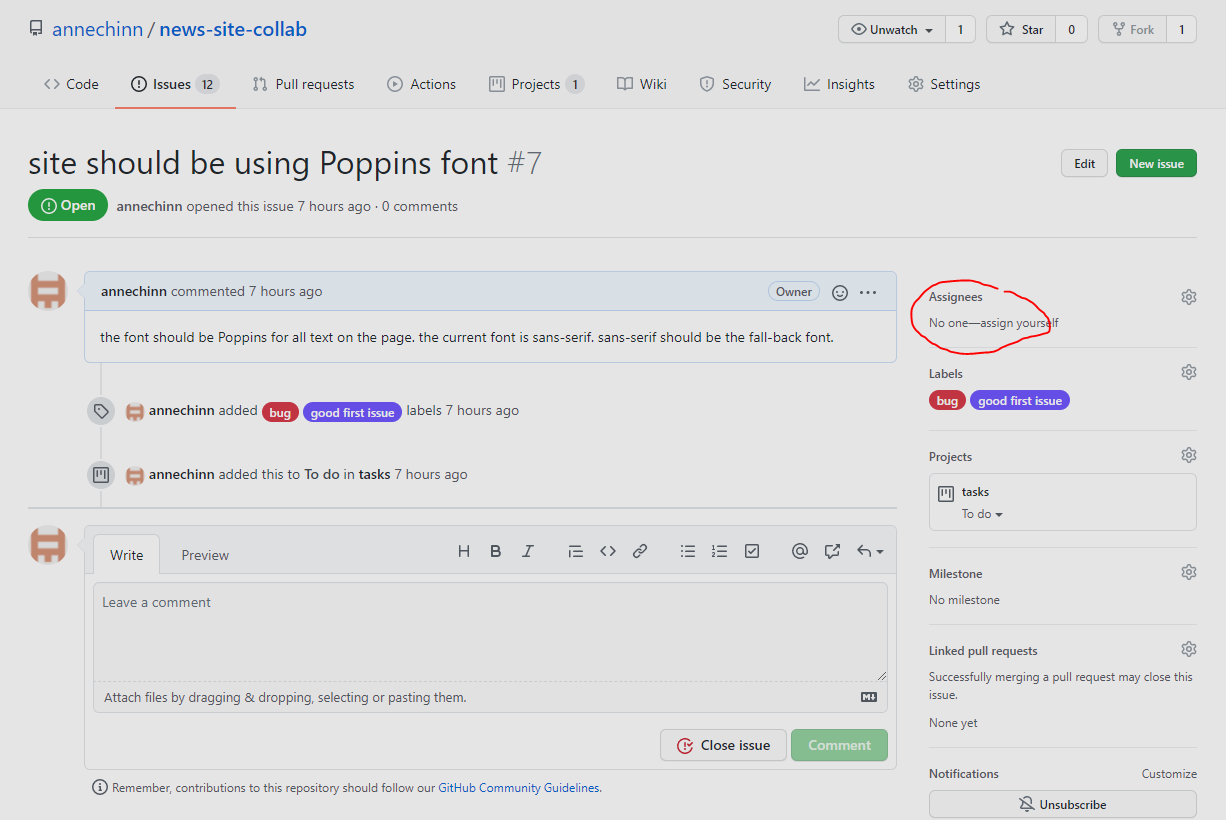 annechinn / news-site-collab
Unwatch 1 Star 0 Fork 1
Code Issues 12 Pull requests Actions Projects 1 Wiki Security Insights Settings
site should be using Poppins font #7
Edit New issue
Open annechinn opened this issue 7 hours ago · 0 comments
annechinn commented 7 hours ago Owner
the font should be Poppins for all text on the page. the current font is sans-serif. sans-serif should be the fall-back font.
annechinn added bug good first issue labels 7 hours ago
annechinn added this to To do in tasks 7 hours ago
Write Preview
Leave a comment
Attach files by dragging & dropping, selecting or pasting them.
Close issue Comment
Remember, contributions to this repository should follow our GitHub Community Guidelines.
Assignees
No one—assign yourself
Labels
bug good first issue
Projects
tasks
To do
Milestone
No milestone
Linked pull requests
Successfully merging a pull request may close this
issue.
None yet
Notifications Customize
Unsubscribe